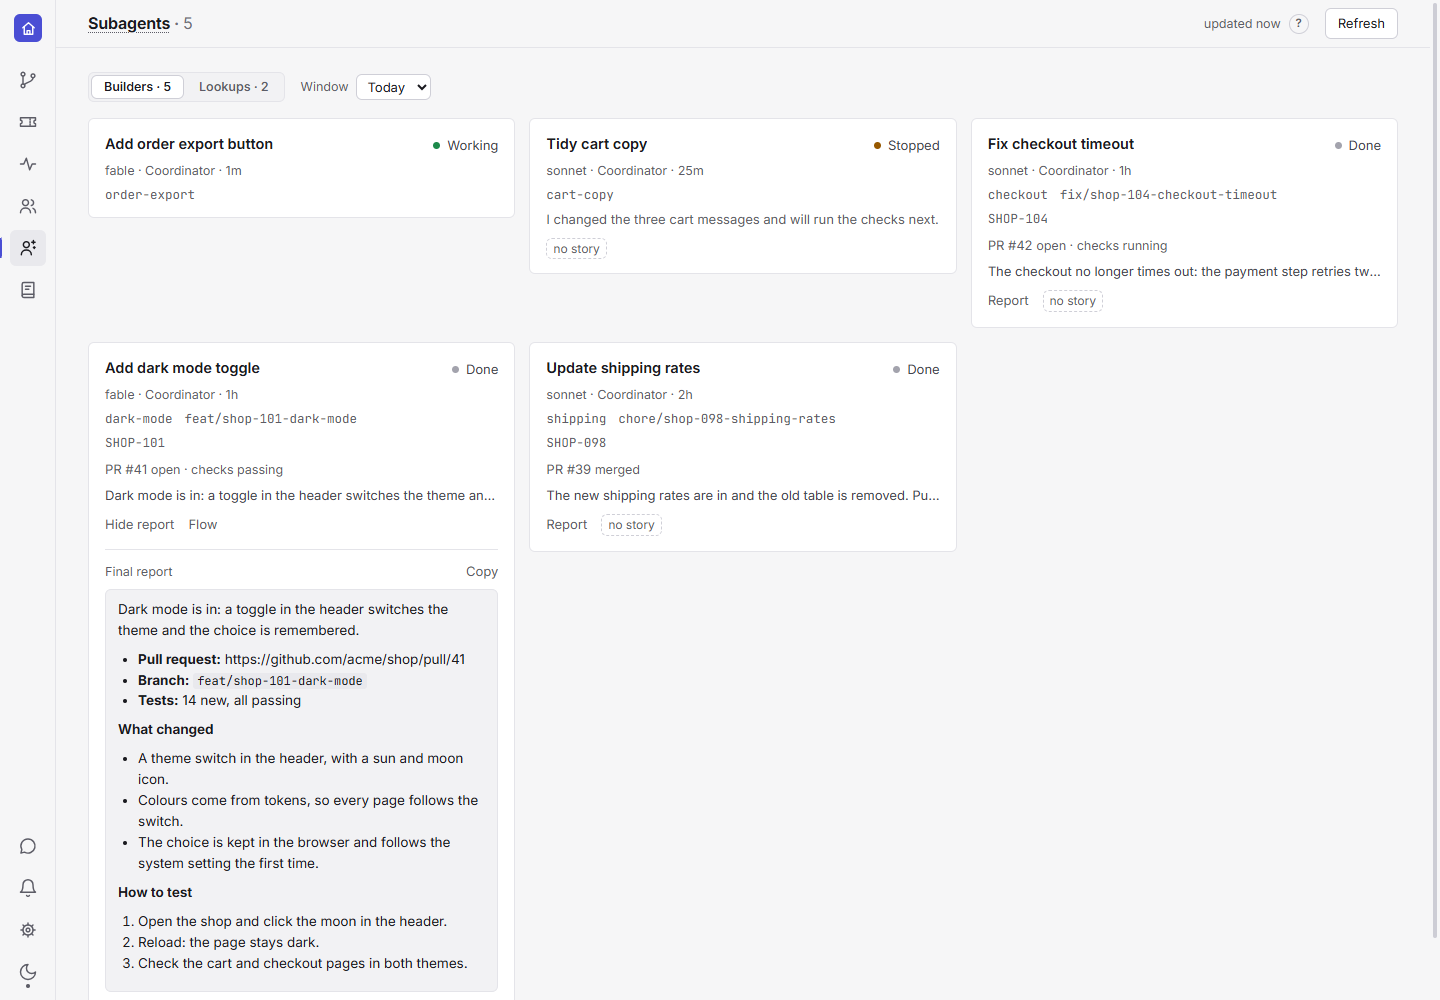 Subagents · 5
updated now
?
Refresh
Builders · 5
Lookups · 2
Window
Today
Add order export button
Working
fable · Coordinator · 1m
order-export
Tidy cart copy
Stopped
sonnet · Coordinator · 25m
cart-copy
I changed the three cart messages and will run the checks next.
no story
Fix checkout timeout
Done
sonnet · Coordinator · 1h
checkout fix/shop-104-checkout-timeout
SHOP-104
PR #42 open · checks running
The checkout no longer times out: the payment step retries tw...
Report
no story
Add dark mode toggle
Done
fable · Coordinator · 1h
dark-mode feat/shop-101-dark-mode
SHOP-101
PR #41 open · checks passing
Dark mode is in: a toggle in the header switches the theme an...
Hide report
Flow
Final report
Copy
Dark mode is in: a toggle in the header switches the
theme and the choice is remembered.
• Pull request: https://github.com/acme/shop/pull/41
• Branch: feat/shop-101-dark-mode
• Tests: 14 new, all passing
What changed
• A theme switch in the header, with a sun and moon
icon.
• Colours come from tokens, so every page follows the
switch.
• The choice is kept in the browser and follows the
system setting the first time.
How to test
1. Open the shop and click the moon in the header.
2. Reload: the page stays dark.
3. Check the cart and checkout pages in both themes.
Update shipping rates
Done
sonnet · Coordinator · 2h
shipping chore/shop-098-shipping-rates
SHOP-098
PR #39 merged
The new shipping rates are in and the old table is removed. Pu...
Report
no story